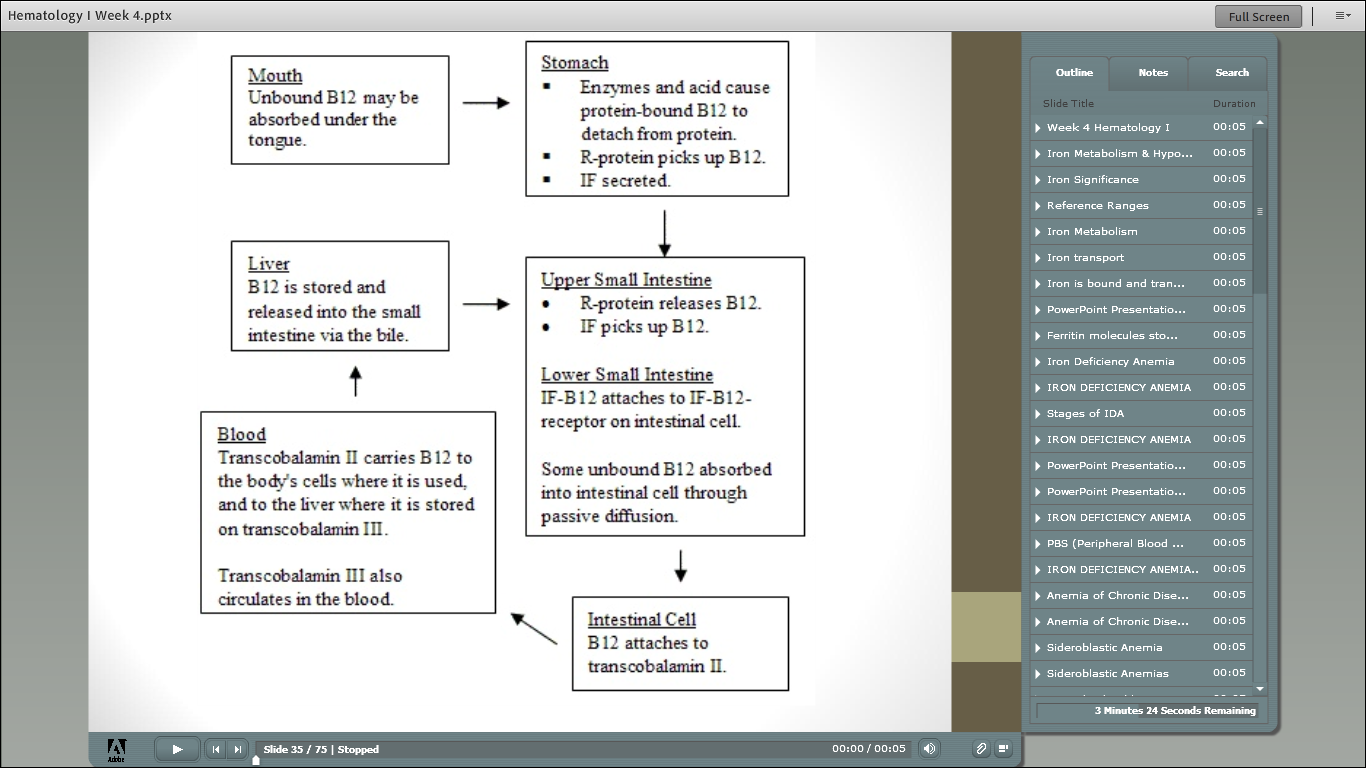 Hematology I Week 4.pptx
Full Screen
Mouth
Unbound B12 may be
absorbed under the
tongue.
Stomach
▪ Enzymes and acid cause
protein-bound B12 to
detach from protein.
▪ R-protein picks up B12.
▪ IF secreted.
Liver
B12 is stored and
released into the small
intestine via the bile.
Upper Small Intestine
• R-protein releases B12.
• IF picks up B12.
Lower Small Intestine
IF-B12 attaches to IF-B12-
receptor on intestinal cell.
Some unbound B12 absorbed
into intestinal cell through
passive diffusion.
Blood
Transcobalamin II carries B12 to
the body's cells where it is used,
and to the liver where it is stored
on transcobalamin III.
Transcobalamin III also
circulates in the blood.
Intestinal Cell
B12 attaches to
transcobalamin II.
Outline Notes Search
Slide Title Duration
Week 4 Hematology I 00:05
Iron Metabolism & Hypo... 00:05
Iron Significance 00:05
Reference Ranges 00:05
Iron Metabolism 00:05
Iron transport 00:05
Iron is bound and tran... 00:05
PowerPoint Presentatio... 00:05
Ferritin molecules sto... 00:05
Iron Deficiency Anemia 00:05
IRON DEFICIENCY ANEMIA 00:05
Stages of IDA 00:05
IRON DEFICIENCY ANEMIA 00:05
PowerPoint Presentatio... 00:05
PowerPoint Presentatio... 00:05
IRON DEFICIENCY ANEMIA 00:05
PBS (Peripheral Blood ... 00:05
IRON DEFICIENCY ANEMIA.. 00:05
Anemia of Chronic Dise... 00:05
Anemia of Chronic Dise... 00:05
Sideroblastic Anemia 00:05
Sideroblastic Anemias 00:05
3 Minutes 24 Seconds Remaining
Adobe
Slide 35 / 75 | Stopped
00:00 / 00:05